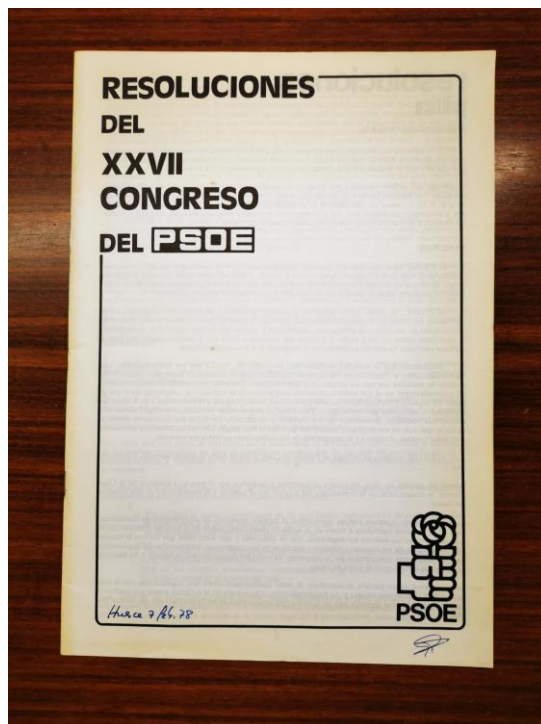 RESOLUCIONES
DEL
XXVII
CONGRESO
DEL PSOE
PSOE
Huesca 7 feb. 78